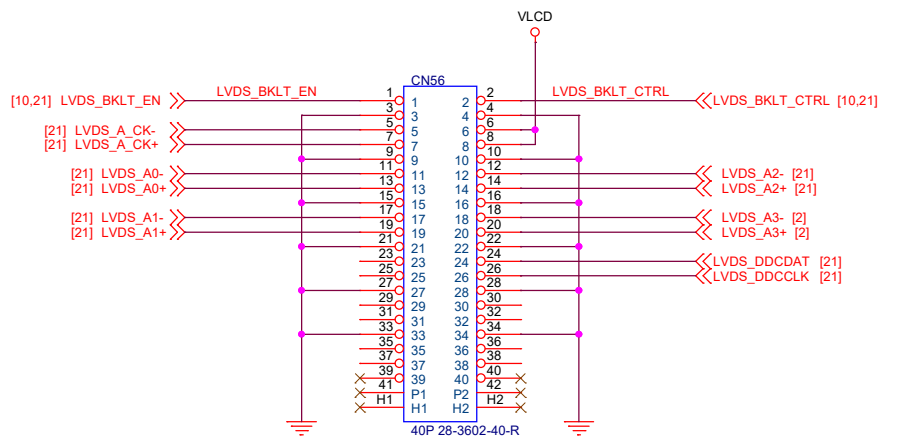 VLCD
CN56
LVDS_BKLT_EN
LVDS_BKLT_CTRL
[10,21] LVDS_BKLT_EN
1 1 2 2
LVDS_BKLT_CTRL [10,21]
3 3 4 4
[21] LVDS_A_CK- 5 5 6 6
[21] LVDS_A_CK+ 7 7 8 8
9 9 10 10
[21] LVDS_A0- 11 11 12 12 LVDS_A2- [21]
[21] LVDS_A0+ 13 13 14 14 LVDS_A2+ [21]
15 15 16 16
[21] LVDS_A1- 17 17 18 18 LVDS_A3- [2]
[21] LVDS_A1+ 19 19 20 20 LVDS_A3+ [2]
21 21 22 22
23 23 24 24 LVDS_DDCDAT [21]
25 25 26 26 LVDS_DDCCLK [21]
27 27 28 28
29 29 30 30
31 31 32 32
33 33 34 34
35 35 36 36
37 37 38 38
39 39 40 40
41 P1 P2 42
H1 H1 H2 H2
40P 28-3602-40-R